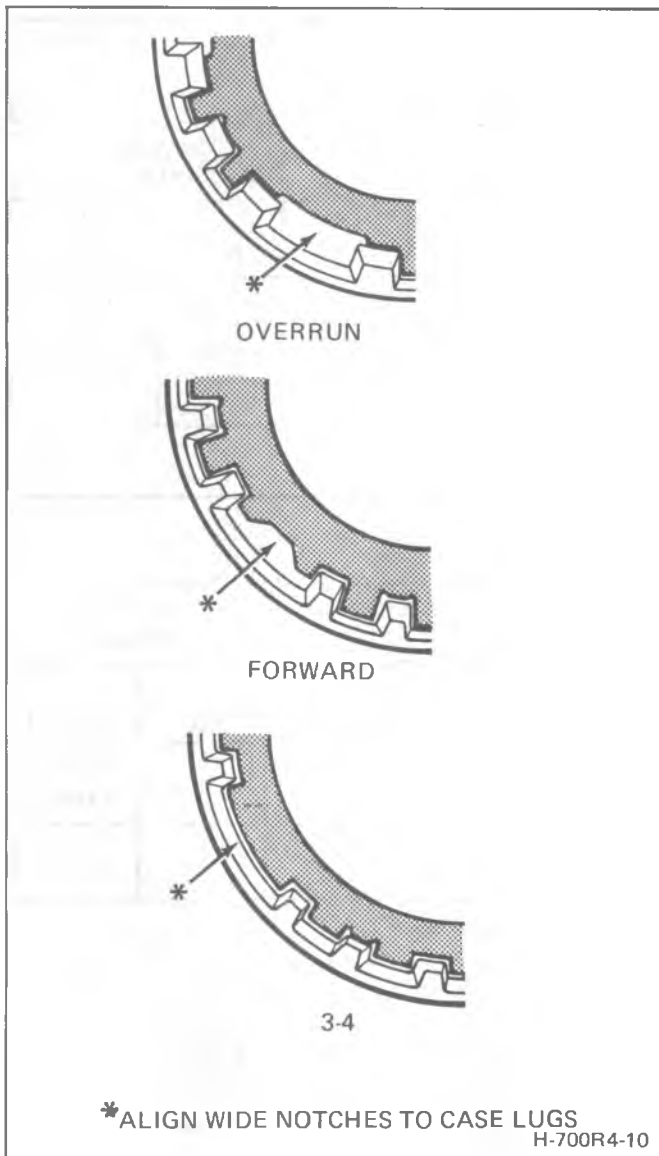 *
OVERRUN
*
FORWARD
*
3-4
*ALIGN WIDE NOTCHES TO CASE LUGS
H-700R4-10